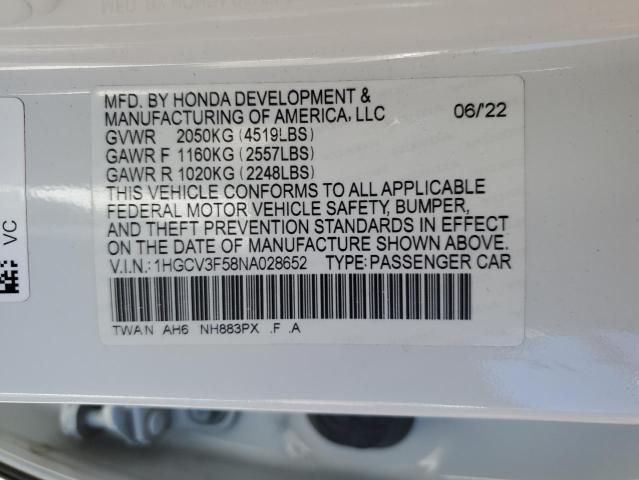 MFD. BY HONDA DEVELOPMENT &
MANUFACTURING OF AMERICA, LLC 06/22
GVWR 2050KG (4519LBS)
GAWR F 1160KG (2557LBS)
GAWR R 1020KG (2248LBS)
THIS VEHICLE CONFORMS TO ALL APPLICABLE
FEDERAL MOTOR VEHICLE SAFETY, BUMPER,
AND THEFT PREVENTION STANDARDS IN EFFECT
ON THE DATE OF MANUFACTURE SHOWN ABOVE.
V.I.N.: 1HGCV3F58NA028652 TYPE: PASSENGER CAR
TWAN AH6 NH883PX .F .A
VC